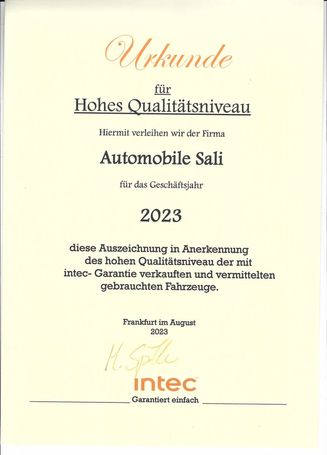 Urkunde
für
Hohes Qualitätsniveau
Hiermit verleihen wir der Firma
Automobile Sali
für das Geschäftsjahr
2023
diese Auszeichnung in Anerkennung
des hohen Qualitätsniveau der mit
intec- Garantie verkauften und vermittelten
gebrauchten Fahrzeuge.
Frankfurt im August
2023
intec
Garantiert einfach